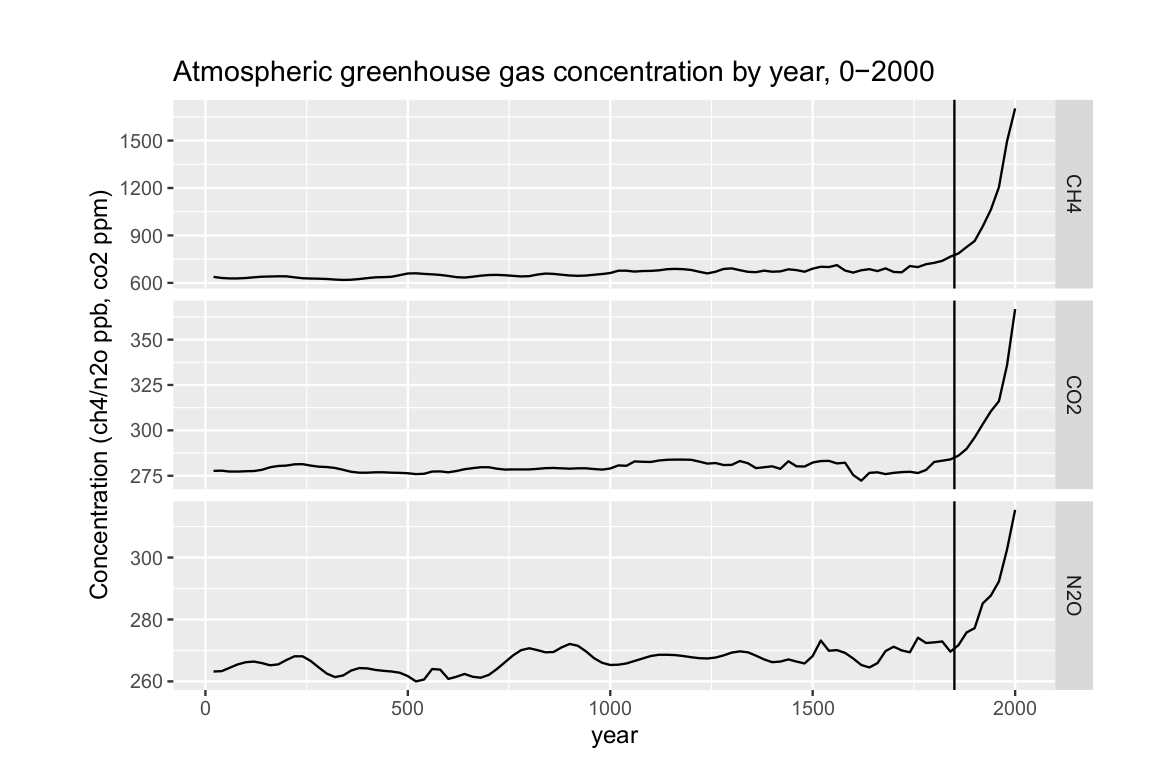 Atmospheric greenhouse gas concentration by year, 0−2000
Concentration (ch4/n2o ppb, co2 ppm)
1500
1200
900
600
CH4
350
325
300
275
CO2
300
280
260
N2O
0 500 1000 1500 2000
year